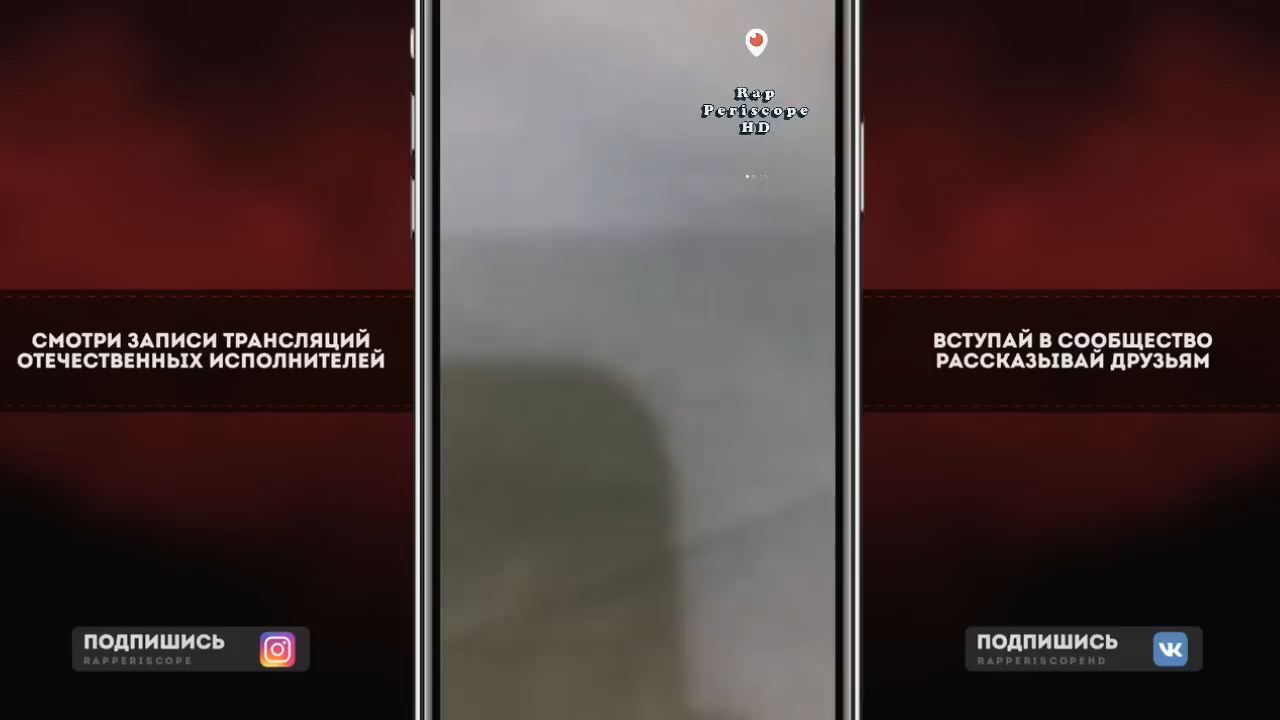 Rap
Periscope
HD
СМОТРИ ЗАПИСИ ТРАНСЛЯЦИЙ
ОТЕЧЕСТВЕННЫХ ИСПОЛНИТЕЛЕЙ
ВСТУПАЙ В СООБЩЕСТВО
РАССКАЗЫВАЙ ДРУЗЬЯМ
ПОДПИШИСЬ
RAPPERISCOPE
ПОДПИШИСЬ
RAPPERISCOPEHD